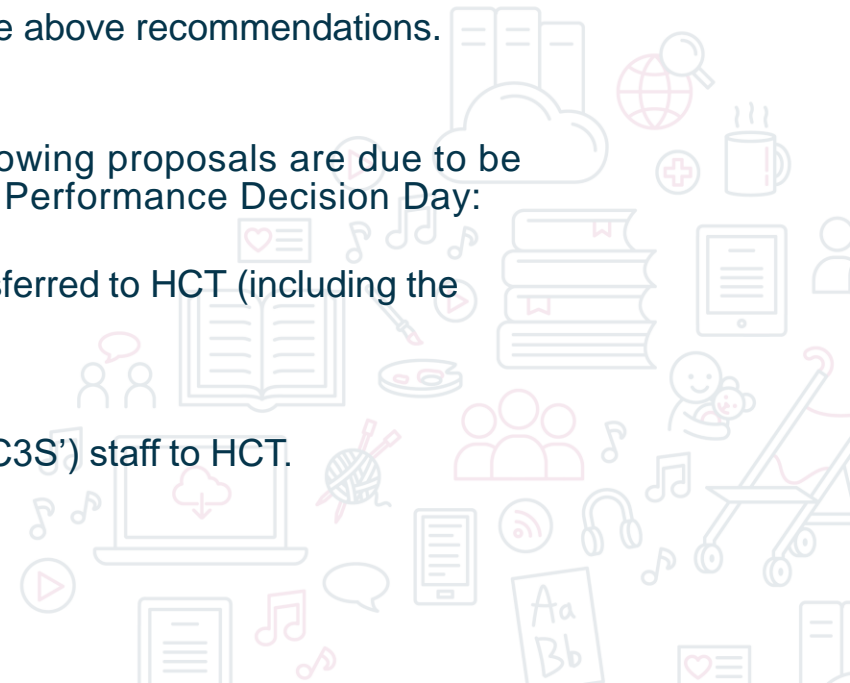 e above recommendations.
owing proposals are due to be
Performance Decision Day:
sferred to HCT (including the
C3S’) staff to HCT.
Aa
Bb